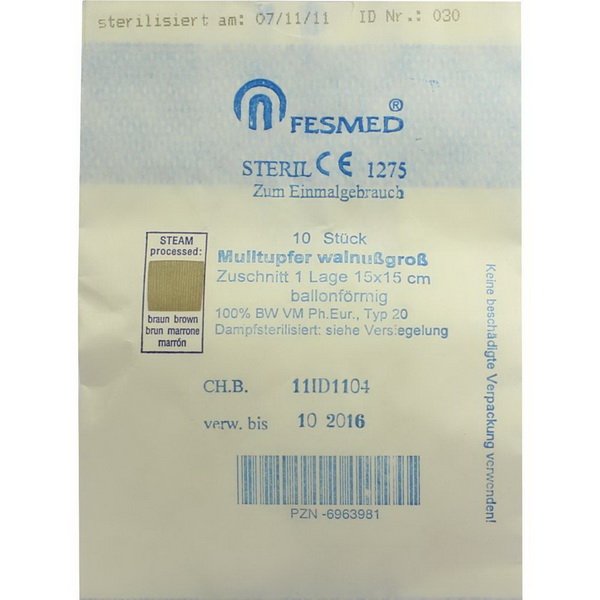 sterilisiert am: 07/11/11 ID Nr.: 030
FESMED®
STERIL CE 1275
Zum Einmalgebrauch
10 Stück
Mulltupfer walnußgroß
Zuschnitt 1 Lage 15x15 cm
ballonförmig
100% BW VM Ph.Eur., Typ 20
Dampfsterilisiert: siehe Versiegelung
STEAM
processed:
braun brown
brun marrone
marrón
CH.B. 11ID1104
verw. bis 10 2016
PZN -6963981
Keine beschädigte Verpackung verwenden!